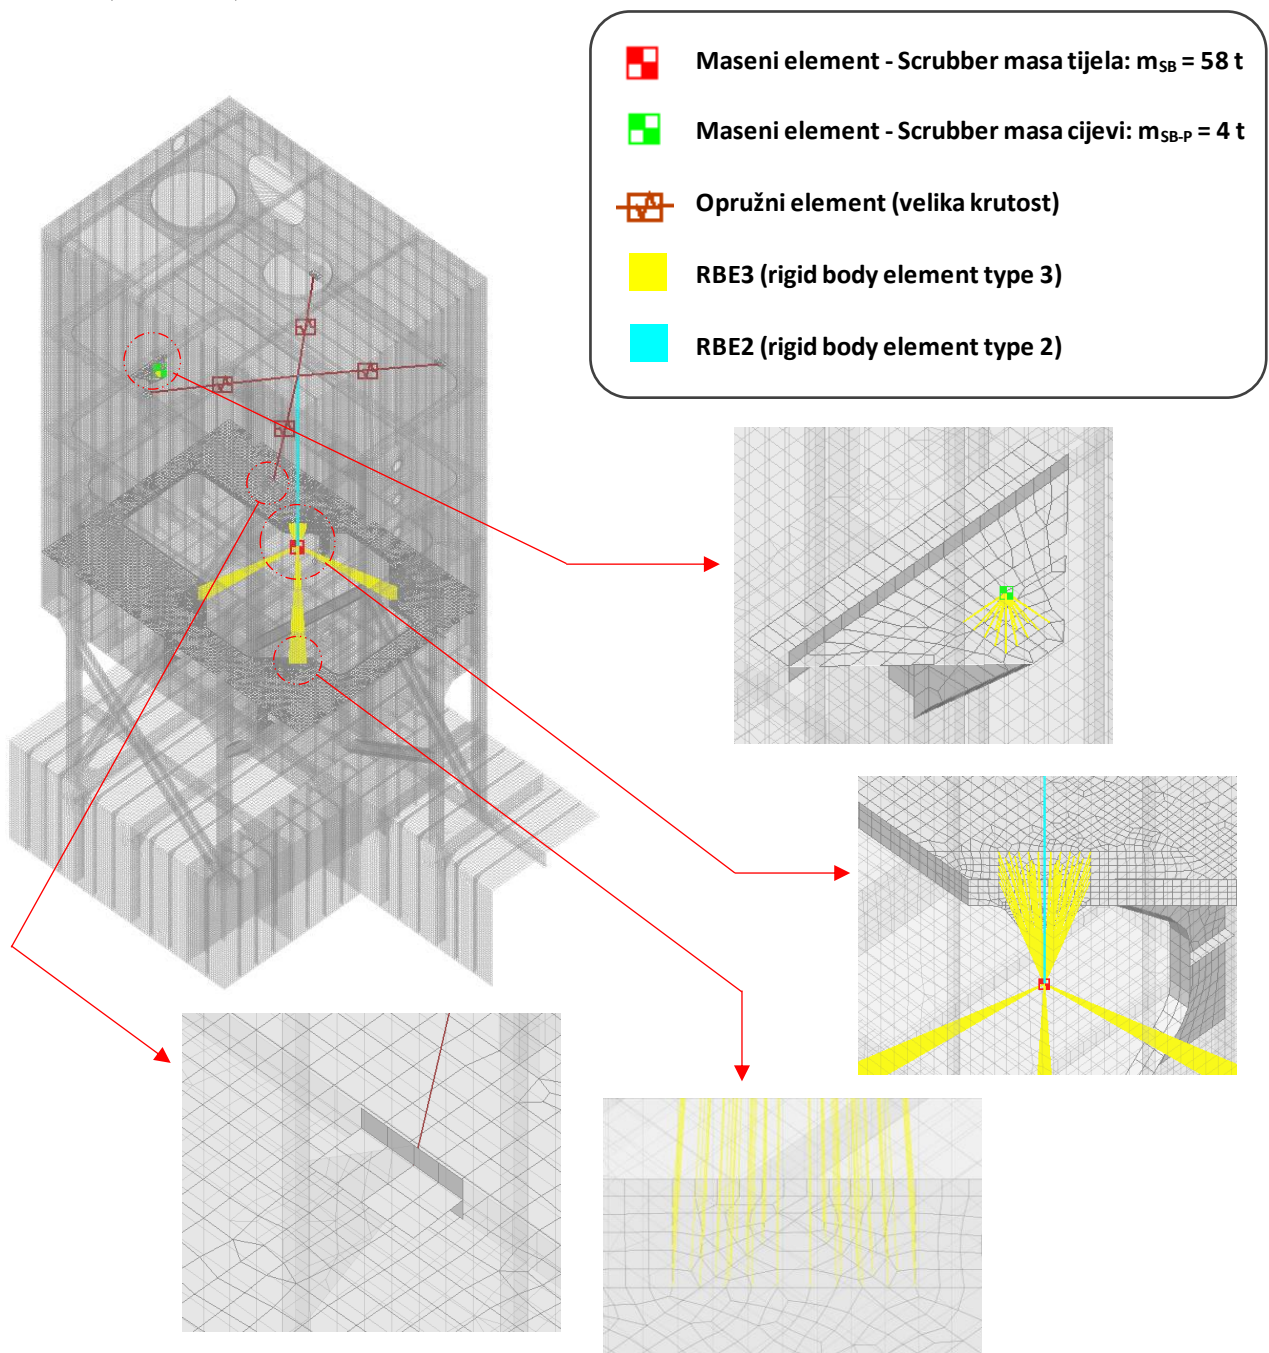 Maseni element - Scrubber masa tijela: mSB = 58 t
Maseni element - Scrubber masa cijevi: mSB-P = 4 t
Opružni element (velika krutost)
RBE3 (rigid body element type 3)
RBE2 (rigid body element type 2)